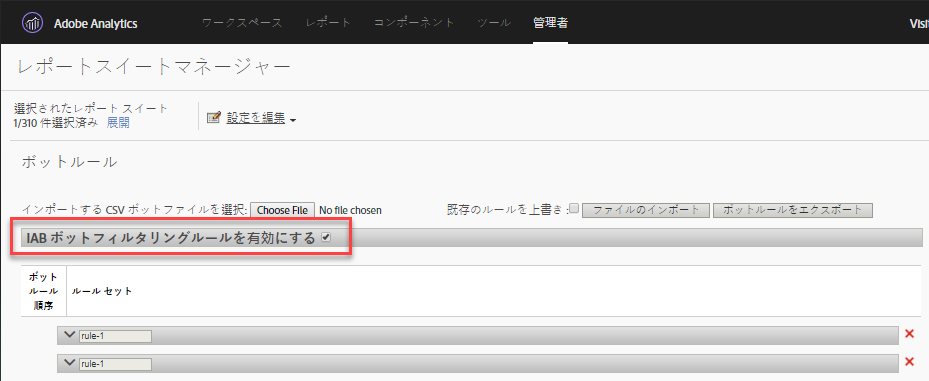 Adobe Analytics ワークスペース レポート コンポーネント ツール 管理者 Visi
レポートスイートマネージャー
選択されたレポート スイート
1/310 件選択済み 展開
設定を編集
ボットルール
インポートする CSV ボットファイルを選択: Choose File No file chosen 既存のルールを上書き : ファイルのインポート ボットルールをエクスポート
IAB ボットフィルタリングルールを有効にする
ボット
ルール
順序
ルール セット
rule-1
rule-1